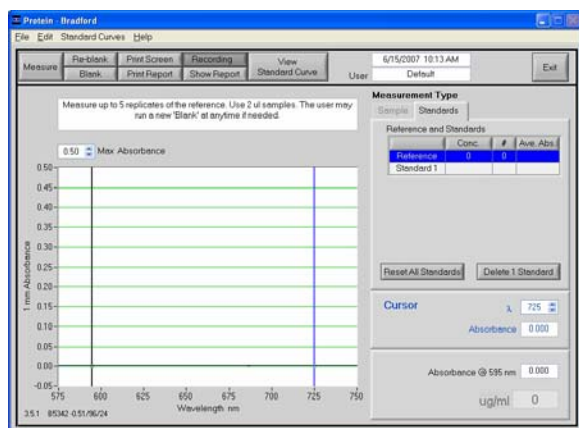 Protein - Bradford
File Edit Standard Curves Help
Measure
Re-blank
Print Screen
Recording
View Standard Curve
Blank
Print Report
Show Report
6/15/2007 10:13 AM
User Default
Exit
Measure up to 5 replicates of the reference. Use 2 ul samples. The user may
run a new 'Blank' at anytime if needed.
0.50 Max Absorbance
Measurement Type
Sample Standards
Reference and Standards
Conc. # Ave. Abs.
Reference 0 0
Standard 1
Reset All Standards Delete 1 Standard
Cursor
λ 725
Absorbance 0.000
Absorbance @ 595 nm 0.000
ug/ml 0
1 mm Absorbance
0.50
0.45
0.40
0.35
0.30
0.25
0.20
0.15
0.10
0.05
0.00
-0.05
575 600 625 650 675 700 725 750
Wavelength nm
3.5.1 B5342 -0.51/96/24